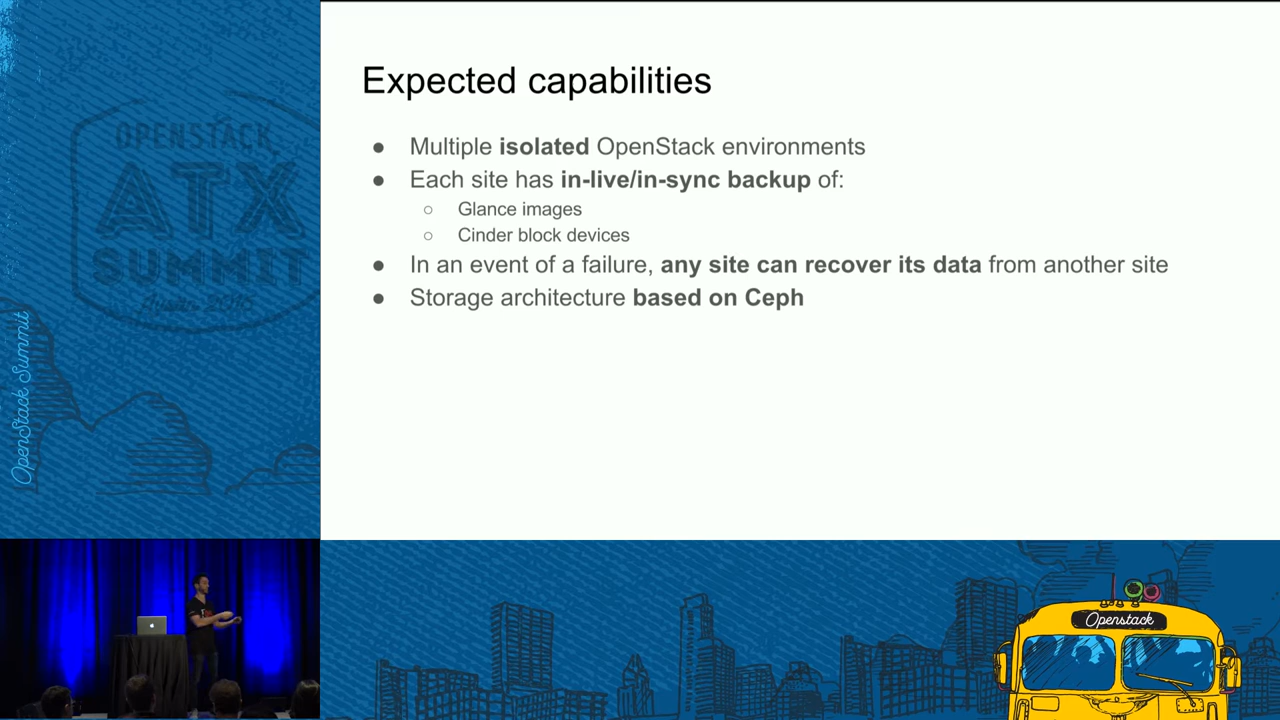 Expected capabilities
● Multiple isolated OpenStack environments
● Each site has in-live/in-sync backup of:
○ Glance images
○ Cinder block devices
● In an event of a failure, any site can recover its data from another site
● Storage architecture based on Ceph
OPENSTACK
ATX
SUMMIT
Austin 2016
OpenStack Summit
Openstack